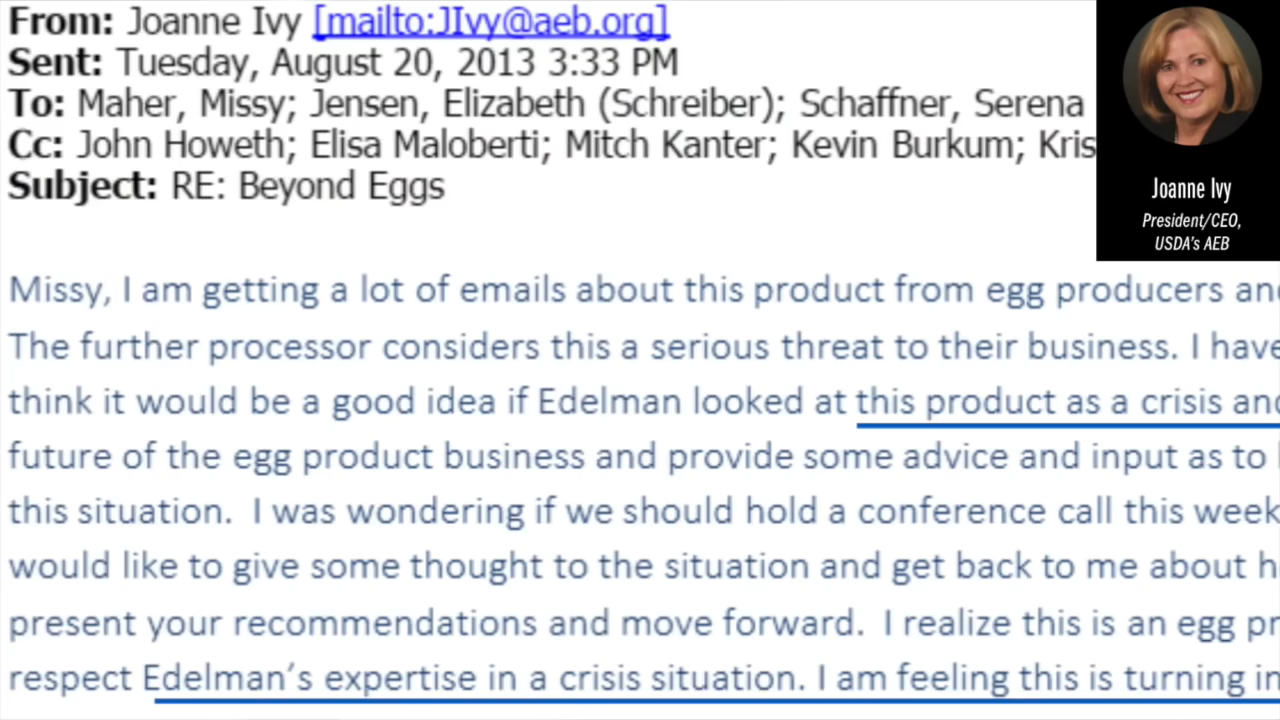 From: Joanne Ivy [mailto:JIvy@aeb.org]
Sent: Tuesday, August 20, 2013 3:33 PM
To: Maher, Missy; Jensen, Elizabeth (Schreiber); Schaffner, Serena
Cc: John Howeth; Elisa Maloberti; Mitch Kanter; Kevin Burkum; Kris
Subject: RE: Beyond Eggs
Joanne Ivy
President/CEO,
USDA's AEB
Missy, I am getting a lot of emails about this product from egg producers
The further processor considers this a serious threat to their business. I have
think it would be a good idea if Edelman looked at this product as a crisis
future of the egg product business and provide some advice and input as to
this situation. I was wondering if we should hold a conference call this week
would like to give some thought to the situation and get back to me about
present your recommendations and move forward. I realize this is an egg
respect Edelman's expertise in a crisis situation. I am feeling this is turning